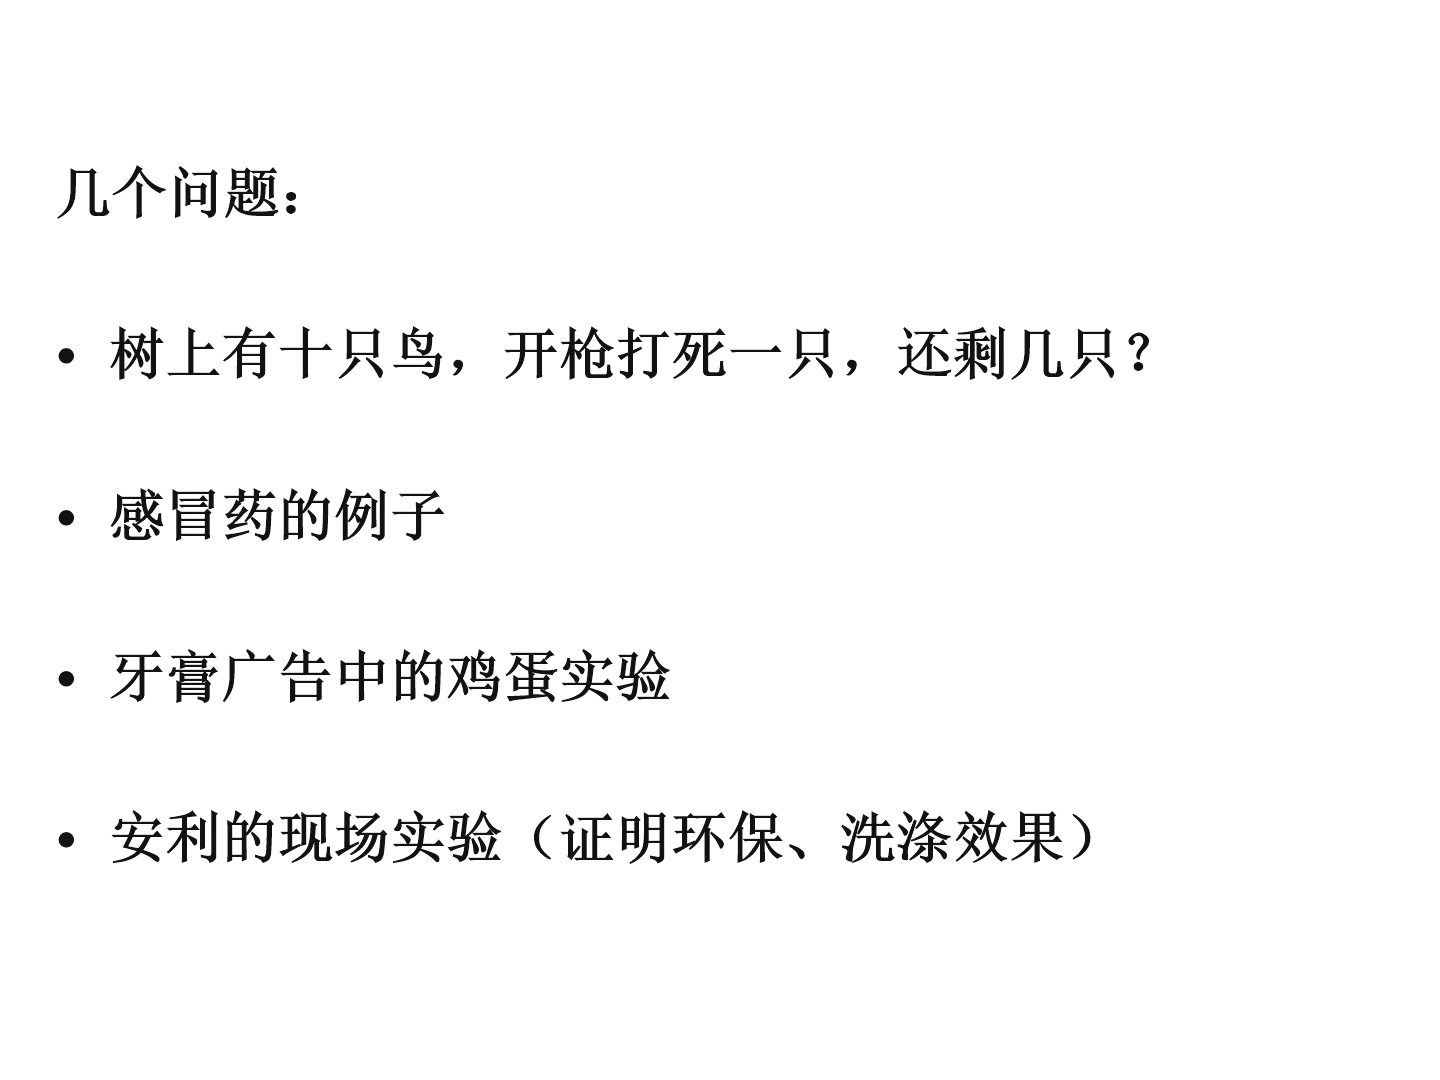 几个问题：
• 树上有十只鸟，开枪打死一只，还剩几只？
• 感冒药的例子
• 牙膏广告中的鸡蛋实验
• 安利的现场实验（证明环保、洗涤效果）